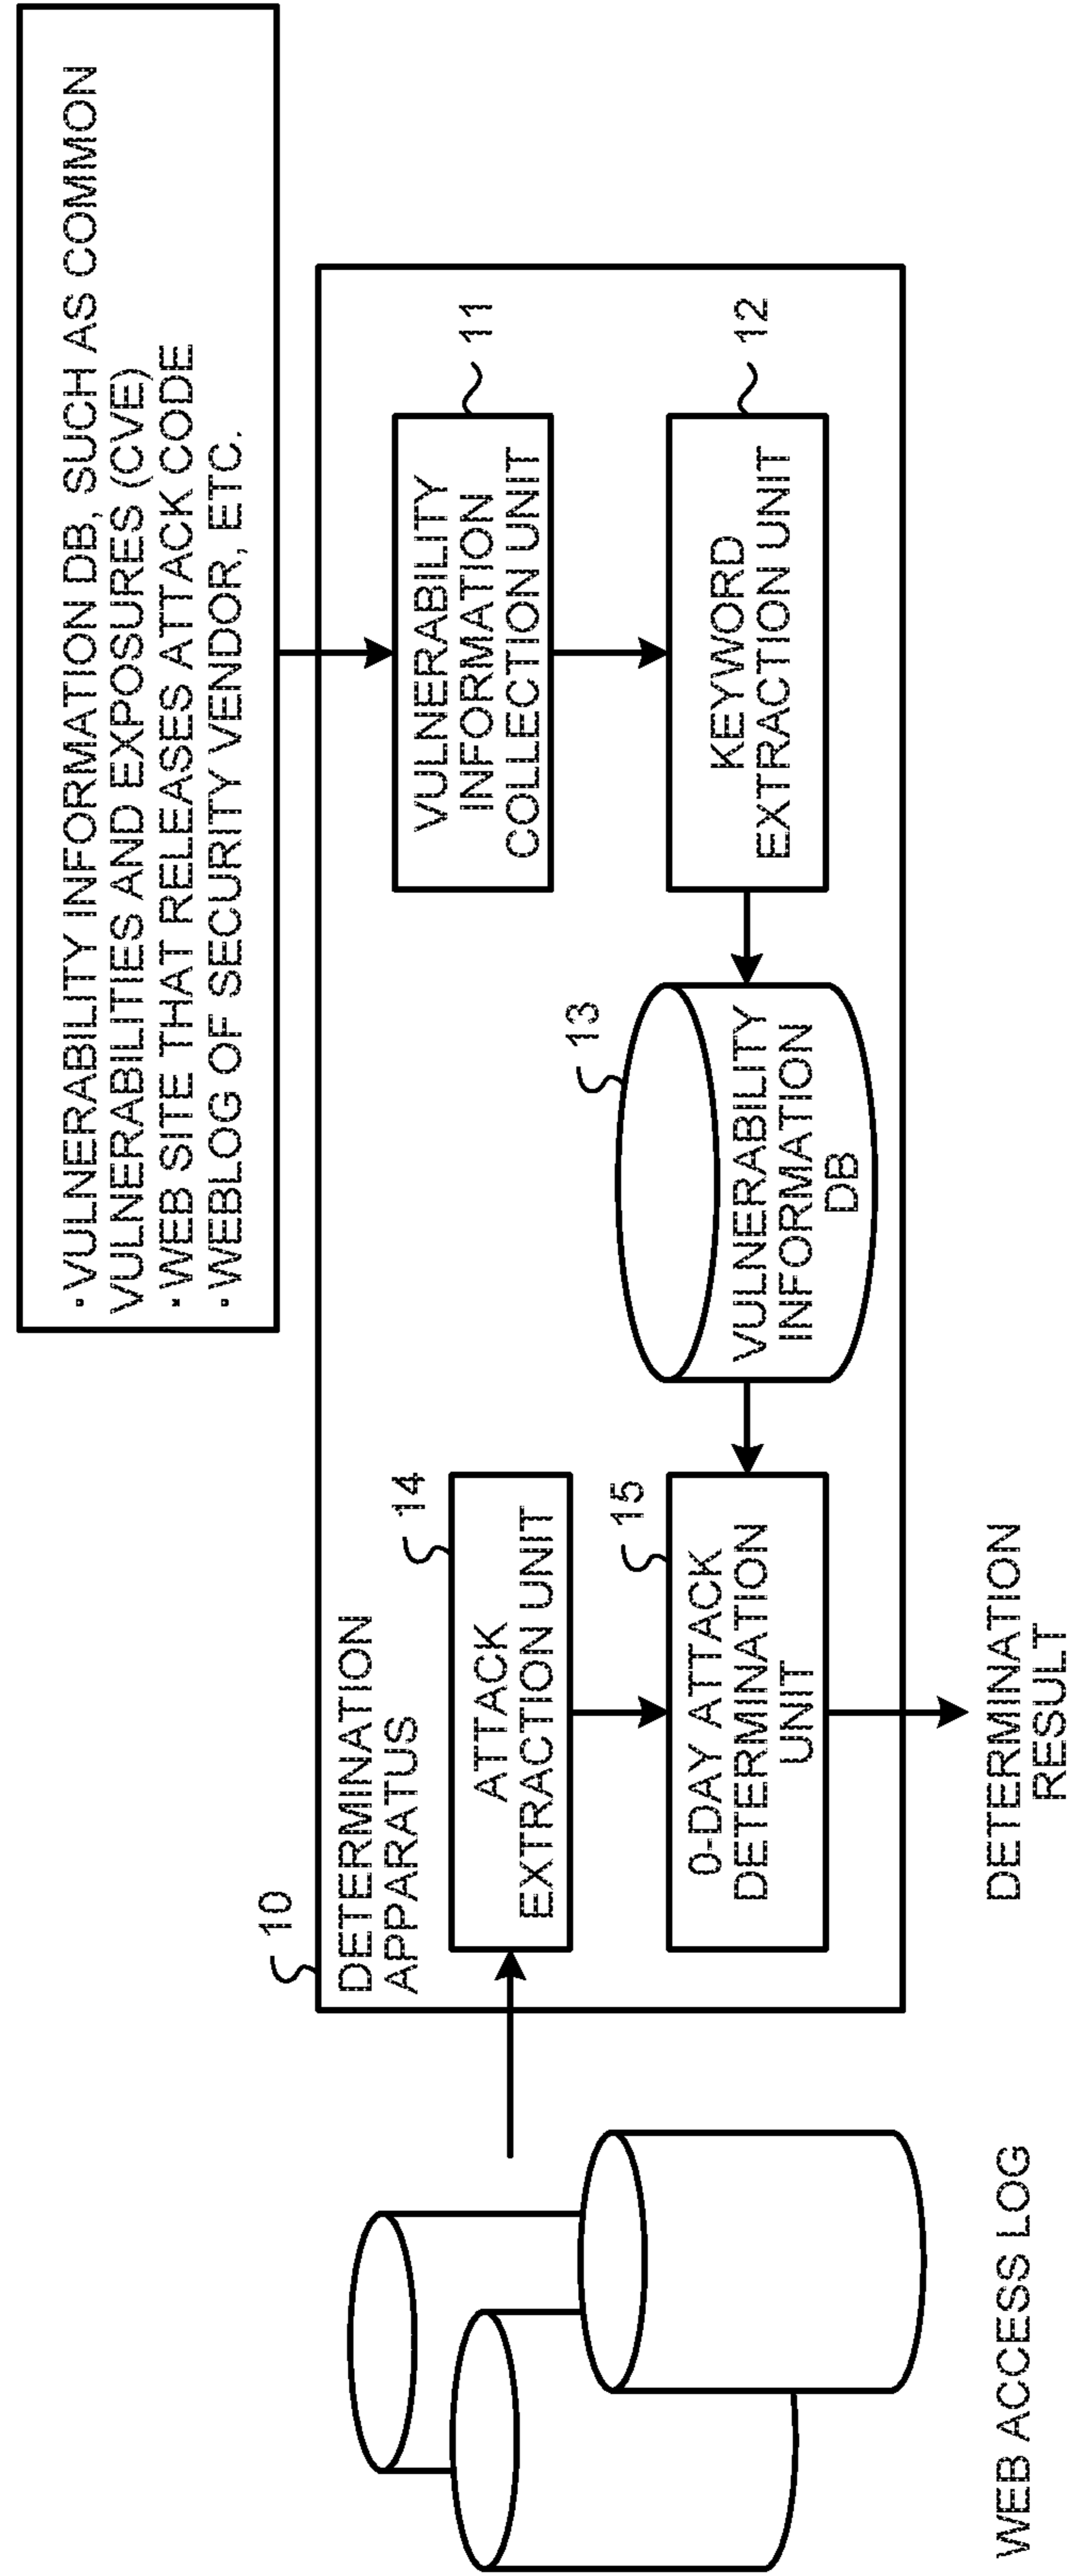 · VULNERABILITY INFORMATION DB, SUCH AS COMMON
VULNERABILITIES AND EXPOSURES (CVE)
· WEB SITE THAT RELEASES ATTACK CODE
· WEBLOG OF SECURITY VENDOR, ETC.
10
DETERMINATION
APPARATUS
14
ATTACK
EXTRACTION UNIT
15
0-DAY ATTACK
DETERMINATION
UNIT
13
VULNERABILITY
INFORMATION
DB
11
VULNERABILITY
INFORMATION
COLLECTION UNIT
12
KEYWORD
EXTRACTION UNIT
WEB ACCESS LOG
DETERMINATION
RESULT